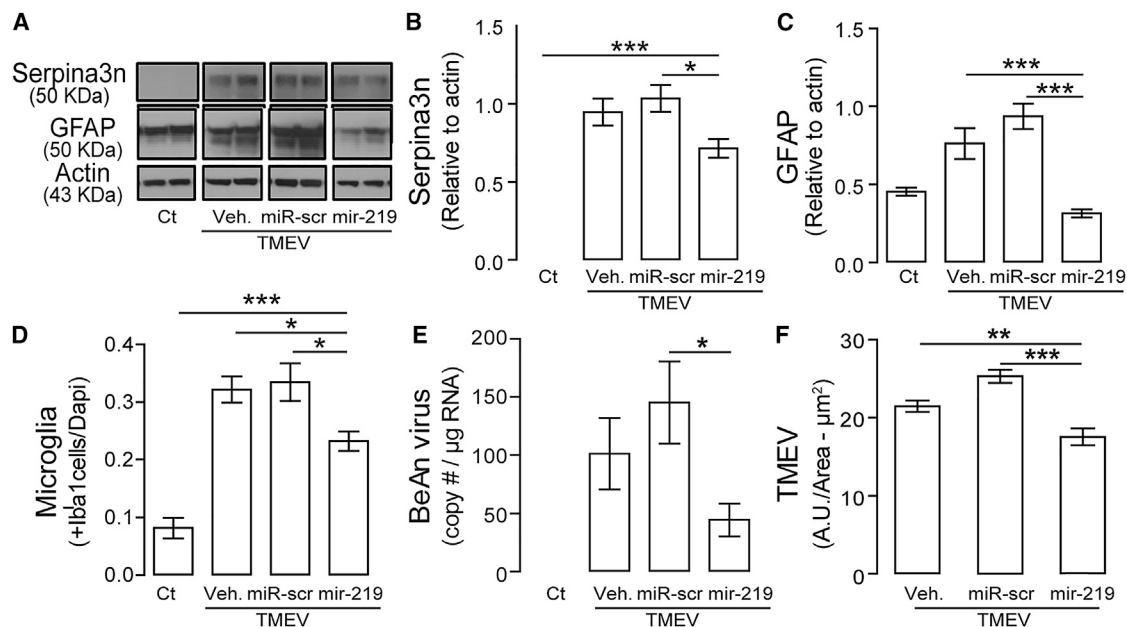 A
Serpina3n
(50 KDa)
GFAP
(50 KDa)
Actin
(43 KDa)
Ct Veh. miR-scr mir-219
TMEV
B
Serpina3n
(Relative to actin)
1.5
1.0
0.5
0.0
***
*
Ct Veh. miR-scr mir-219
TMEV
C
GFAP
(Relative to actin)
1.5
1.0
0.5
0.0
***
***
Ct Veh. miR-scr mir-219
TMEV
D
Microglia
(+Iba1cells/Dapi)
0.4
0.3
0.2
0.1
0.0
***
*
*
Ct Veh. miR-scr mir-219
TMEV
E
BeAn virus
(copy # / µg RNA)
200
150
100
50
0
*
Ct Veh. miR-scr mir-219
TMEV
F
TMEV
(A.U./Area - µm²)
30
20
10
0
**
***
Veh. miR-scr mir-219
TMEV